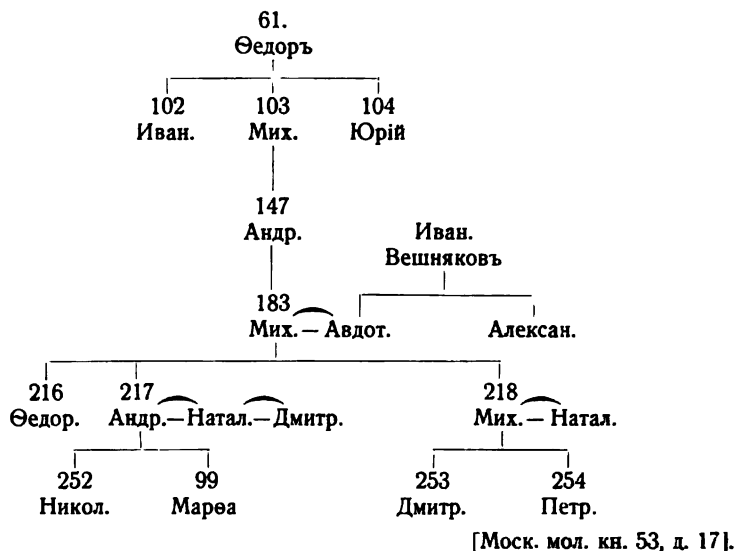 61.
Ѳедоръ
102 103 104
Иван. Мих. Юрій
147
Андр.
Иван.
Вешняковъ
183
Мих. — Авдот. Алексан.
216 217 218
Ѳедор. Андр.—Натал.—Дмитр. Мих. — Натал.
252 99 253 254
Никол. Марѳа Дмитр. Петр.
[Моск. мол. кн. 53, д. 17].